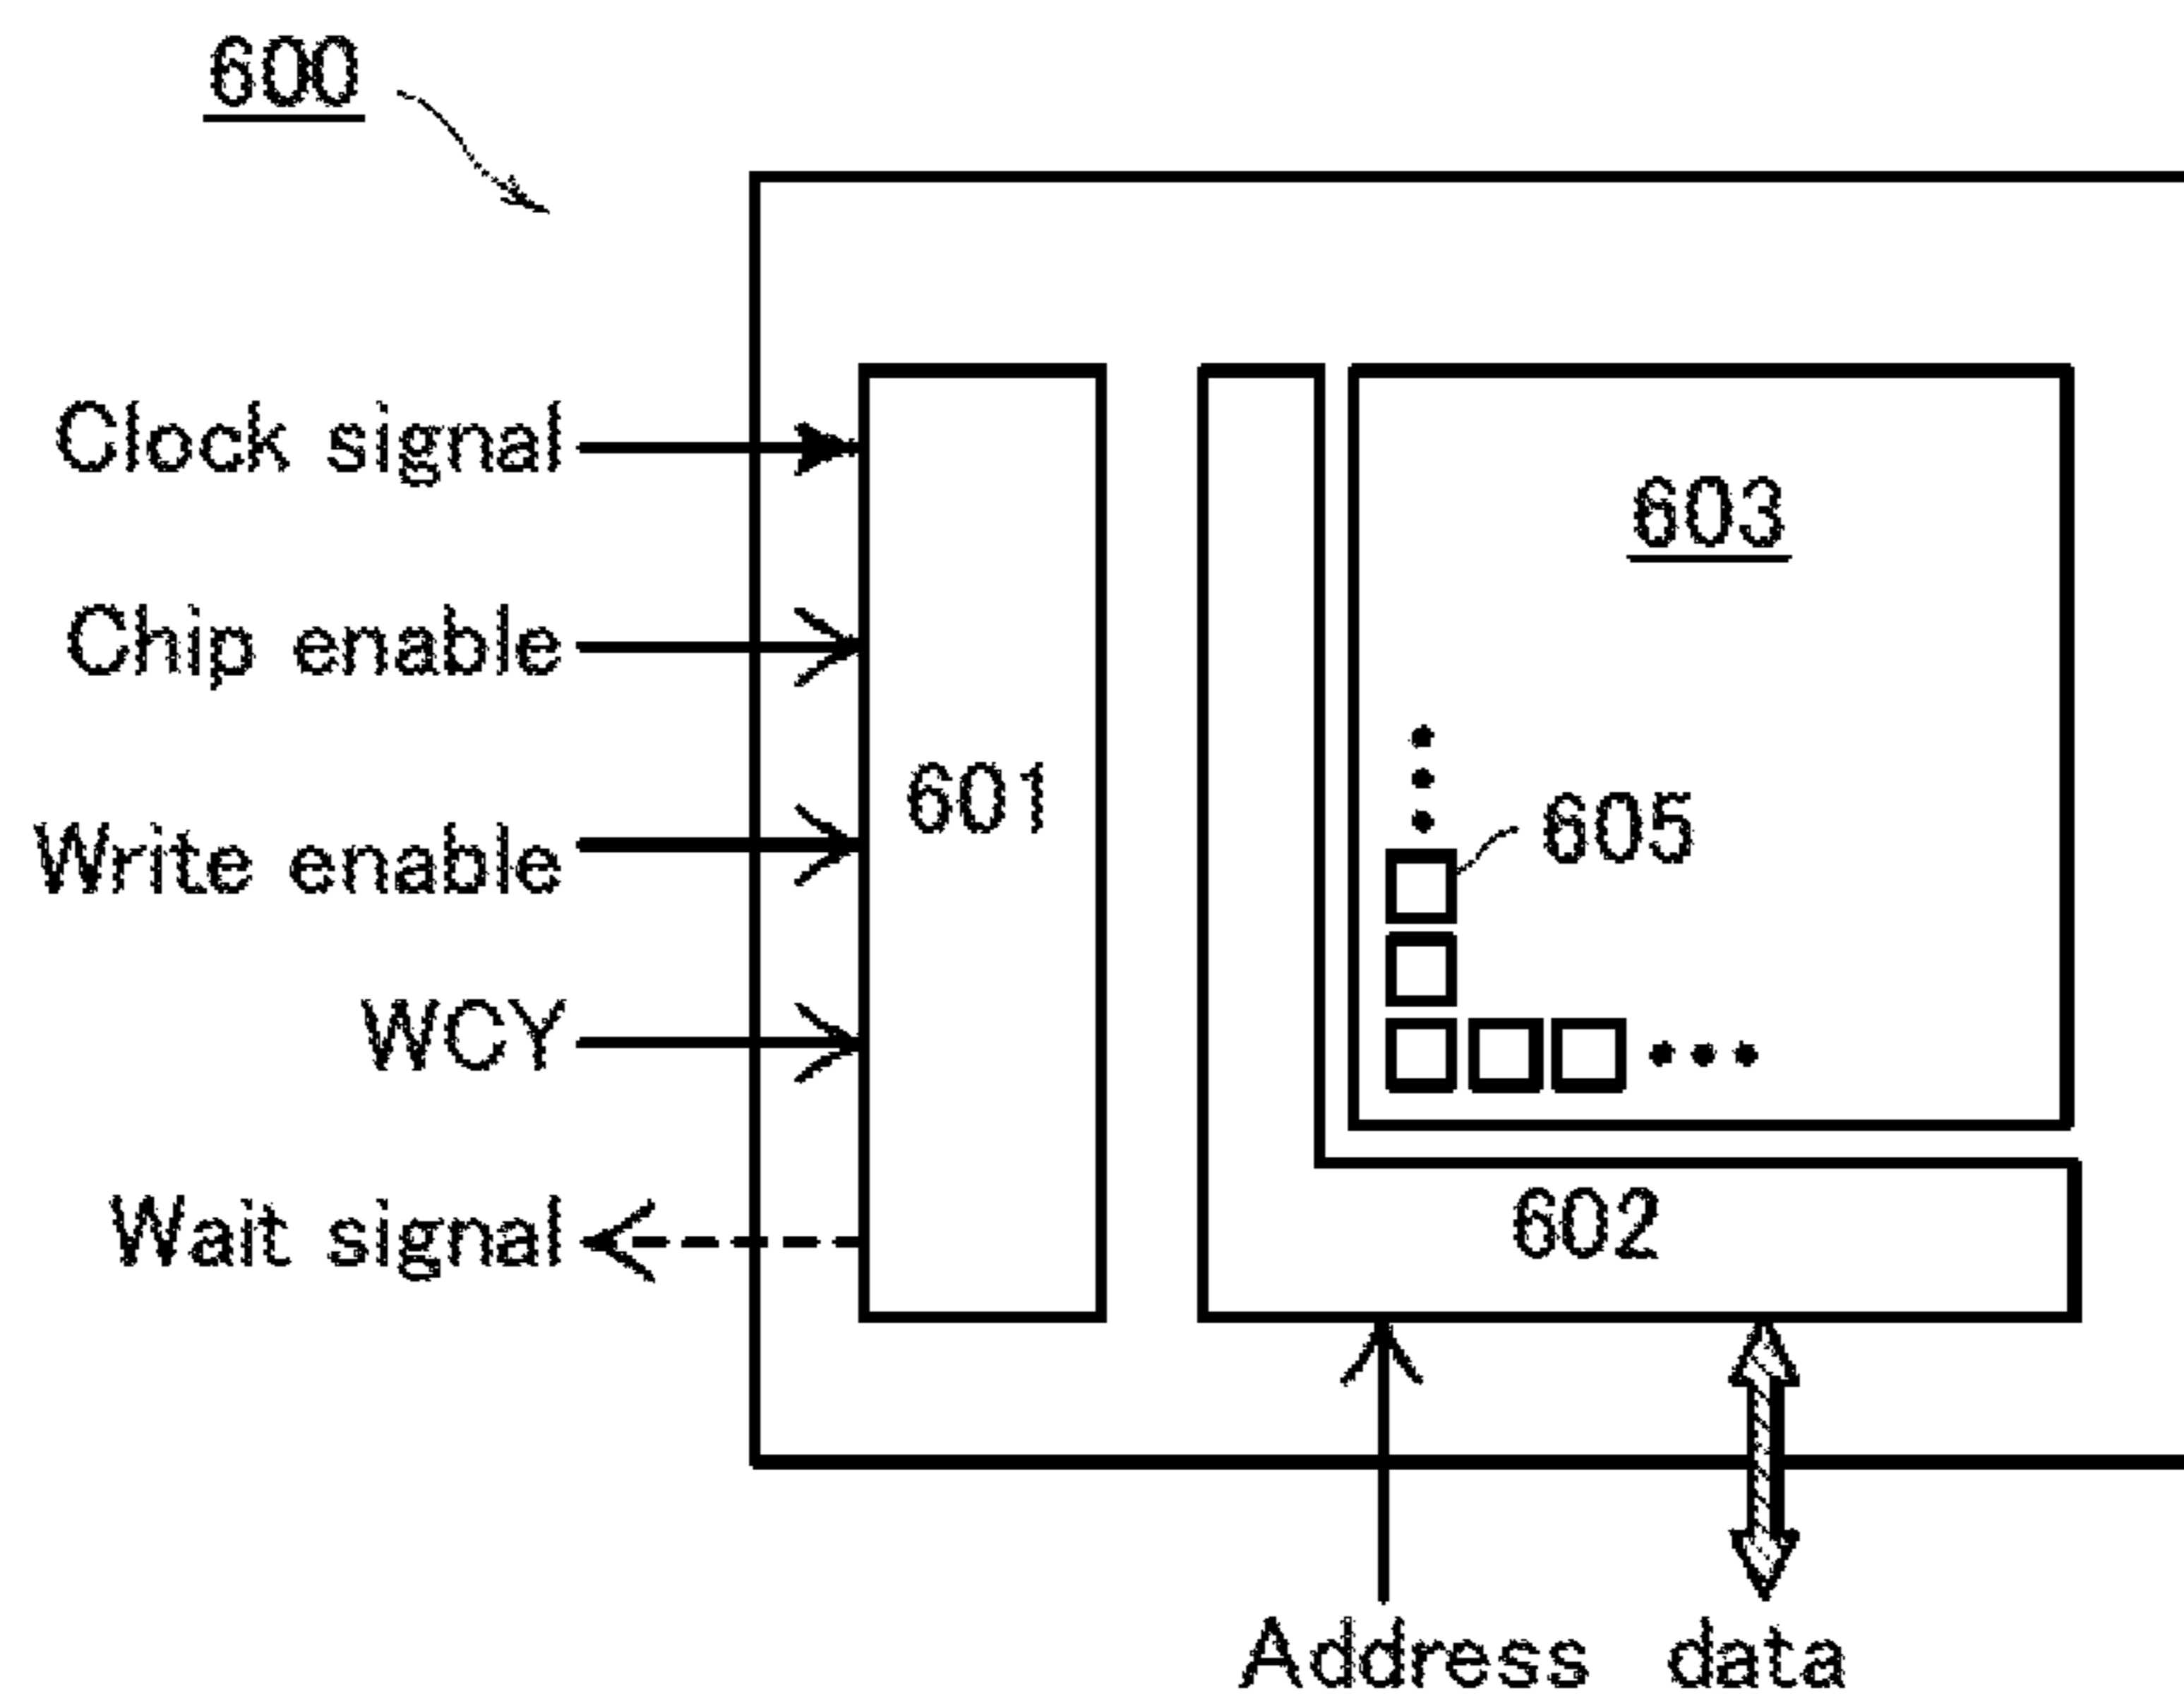 600
Clock signal
603
Chip enable
601
605
Write enable
WCY
602
Wait signal
Address data